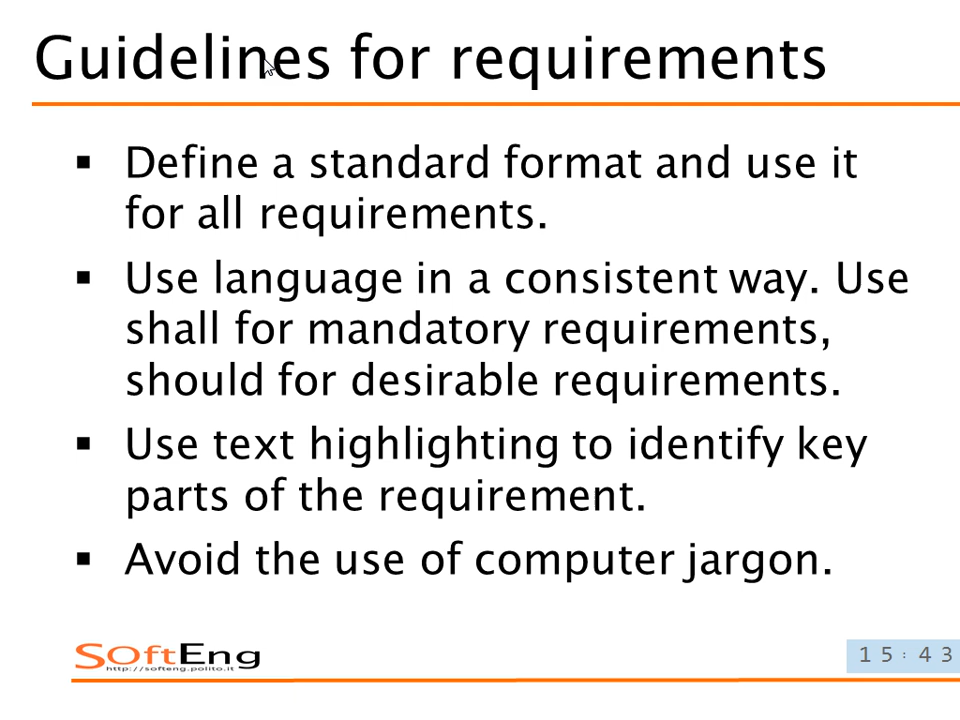 Guidelines for requirements
▪ Define a standard format and use it
for all requirements.
▪ Use language in a consistent way. Use
shall for mandatory requirements,
should for desirable requirements.
▪ Use text highlighting to identify key
parts of the requirement.
▪ Avoid the use of computer jargon.
SOftEng
http://softeng.polito.it
15:43